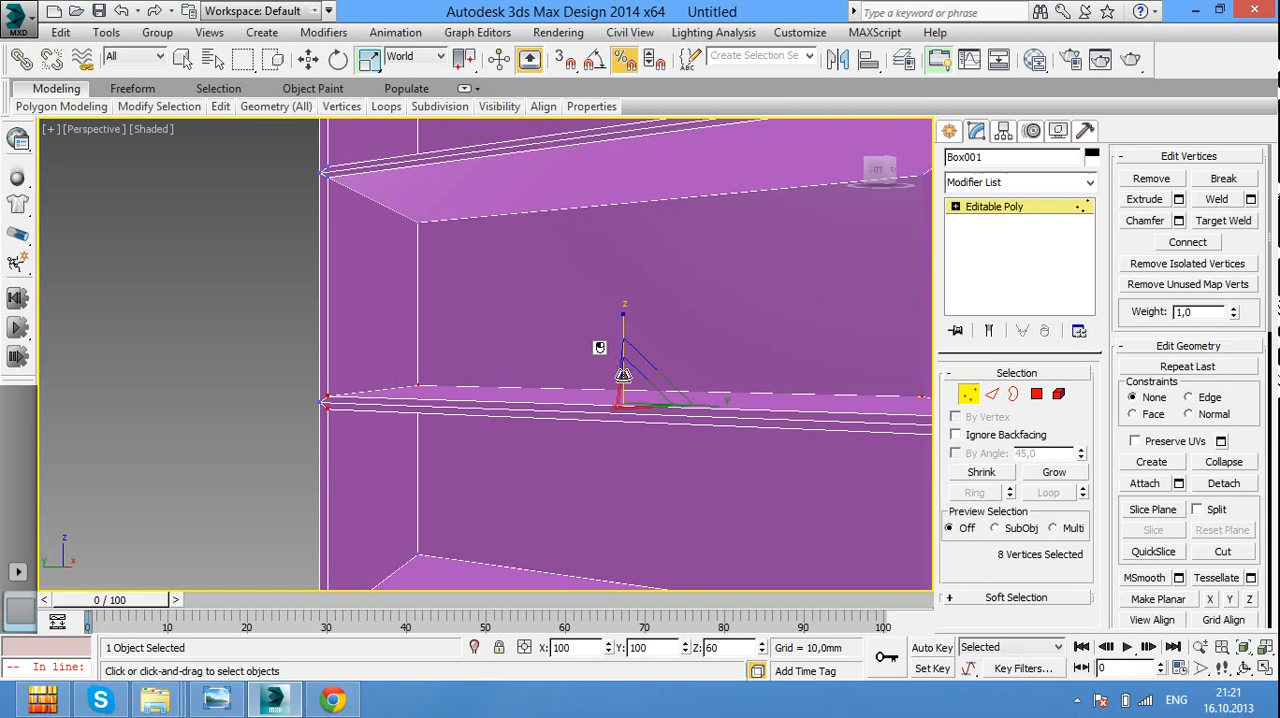 Workspace: Default
Autodesk 3ds Max Design 2014 x64 Untitled
Type a keyword or phrase
MXD
Edit Tools Group Views Create Modifiers Animation Graph Editors Rendering Civil View Lighting Analysis Customize MAXScript Help
All World 3 Create Selection Se
Modeling Freeform Selection Object Paint Populate
Polygon Modeling Modify Selection Edit Geometry (All) Vertices Loops Subdivision Visibility Align Properties
[+] [Perspective] [Shaded]
z
y
z
y x
Box001
Modifier List
Editable Poly
Selection
By Vertex
Ignore Backfacing
By Angle: 45,0
Shrink Grow
Ring Loop
Preview Selection
Off SubObj Multi
8 Vertices Selected
Soft Selection
Edit Vertices
Remove Break
Extrude Weld
Chamfer Target Weld
Connect
Remove Isolated Vertices
Remove Unused Map Verts
Weight: 1,0
Edit Geometry
Repeat Last
Constraints
None Edge
Face Normal
Preserve UVs
Create Collapse
Attach Detach
Slice Plane Split
Slice Reset Plane
QuickSlice Cut
MSmooth Tessellate
Make Planar X Y Z
View Align Grid Align
0 / 100
0 10 20 30 40 50 60 70 80 90 100
1 Object Selected X: 100 Y: 100 Z: 60 Grid = 10,0mm Auto Key Selected
In line: Click or click-and-drag to select objects Add Time Tag Set Key Key Filters... 0
ENG
21:21
16.10.2013